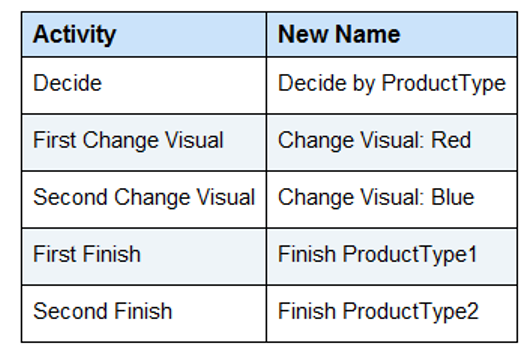 Activity New Name
Decide Decide by ProductType
First Change Visual Change Visual: Red
Second Change Visual Change Visual: Blue
First Finish Finish ProductType1
Second Finish Finish ProductType2